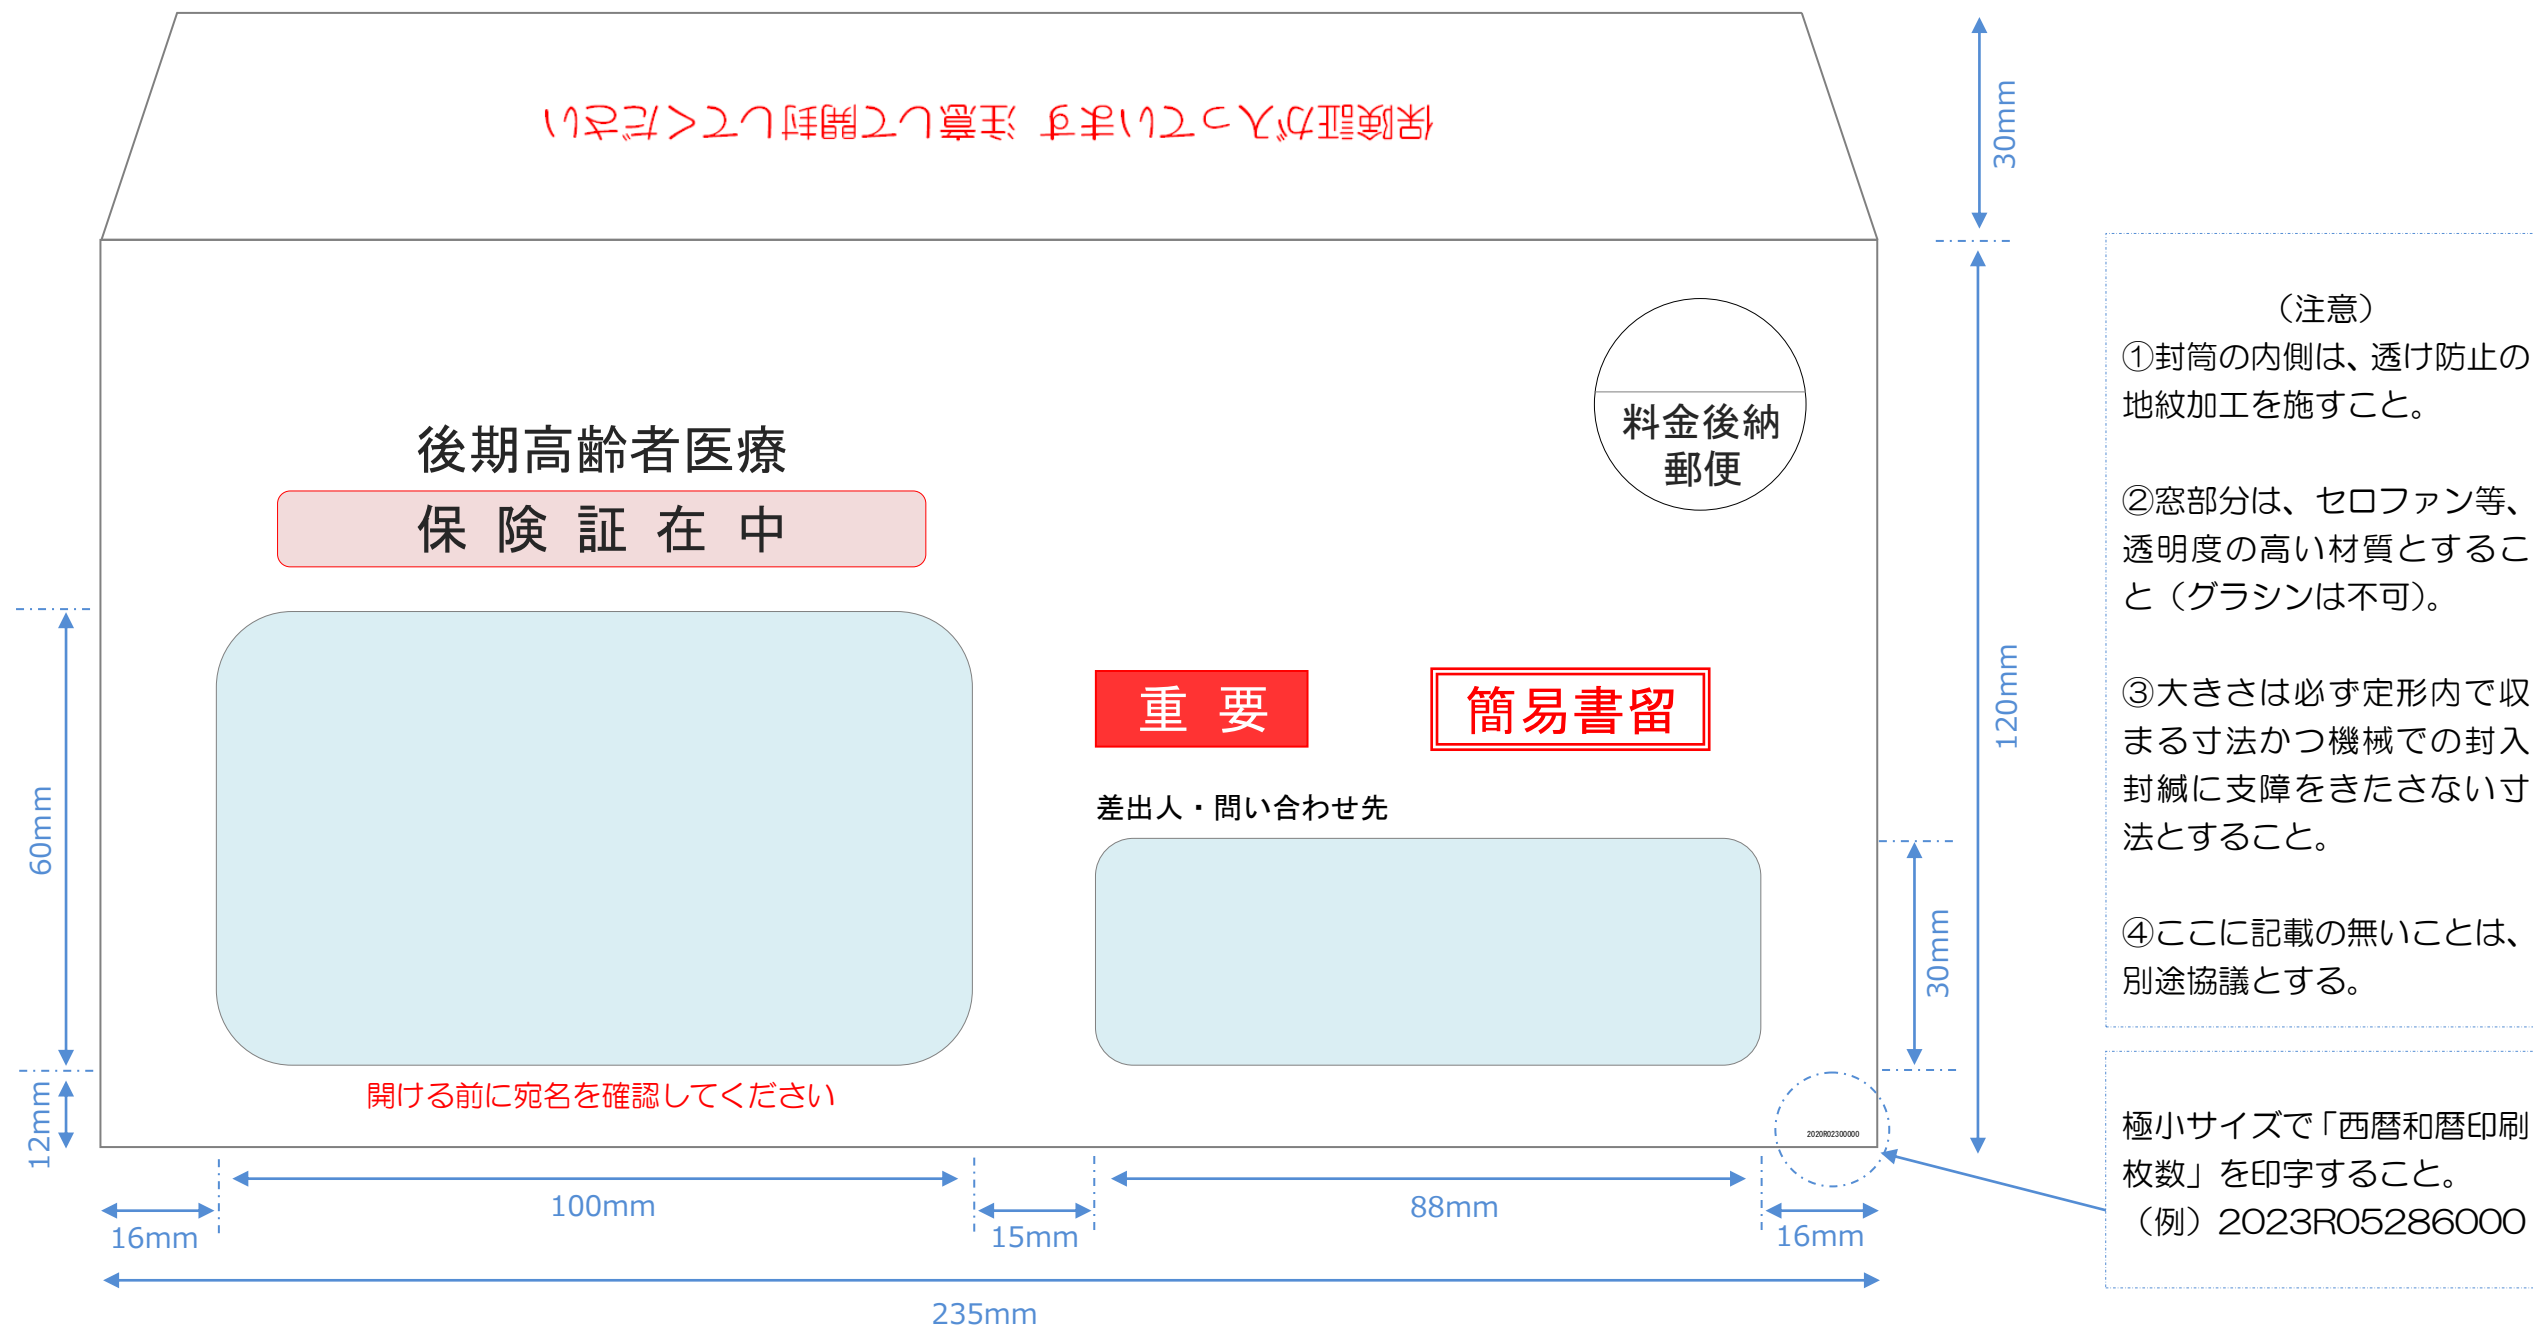 保険証が入っています 注意して開封してください
30mm
後期高齢者医療
保険証在中
料金後納
郵便
重要
簡易書留
差出人・問い合わせ先
開ける前に宛名を確認してください
2020R02300000
60mm
12mm
120mm
30mm
16mm
100mm
15mm
88mm
16mm
235mm
（注意）
①封筒の内側は、透け防止の
地紋加工を施すこと。
②窓部分は、セロファン等、
透明度の高い材質とするこ
と（グラシンは不可）。
③大きさは必ず定形内で収
まる寸法かつ機械での封入
封緘に支障をきたさない寸
法とすること。
④ここに記載の無いことは、
別途協議とする。
極小サイズで「西暦和暦印刷
枚数」を印字すること。
（例）2023R05286000